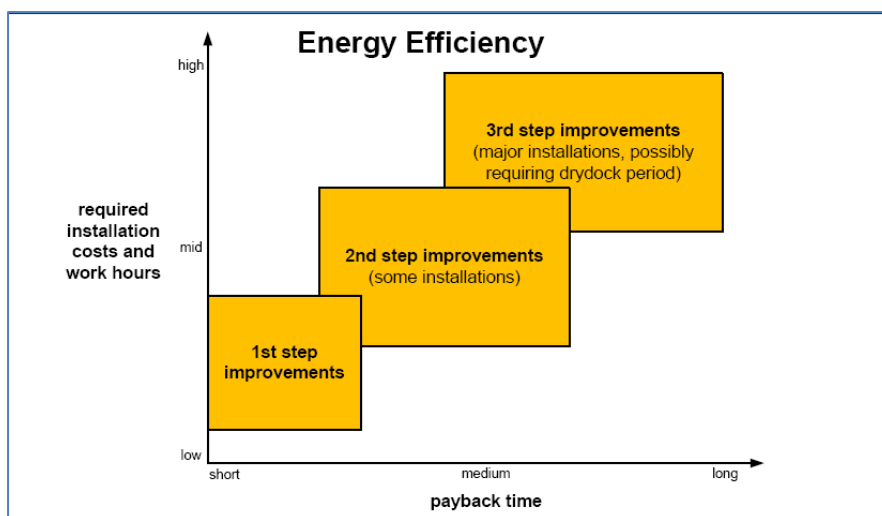 Energy Efficiency
high
3rd step improvements
(major installations, possibly
requiring drydock period)
required
installation
costs and
work hours
mid
2nd step improvements
(some installations)
1st step
improvements
low
short
medium
long
payback time